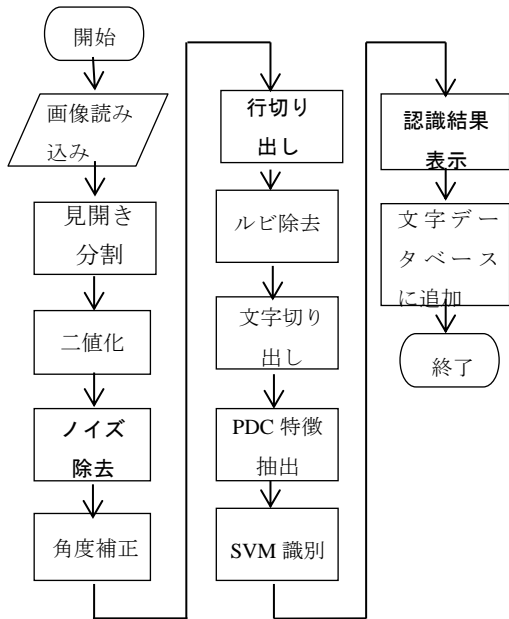 開始
画像読み
込み
見開き
分割
二値化
ノイズ
除去
角度補正
行切り
出し
ルビ除去
文字切り
出し
PDC 特徴
抽出
SVM 識別
認識結果
表示
文字デー
タベース
に追加
終了